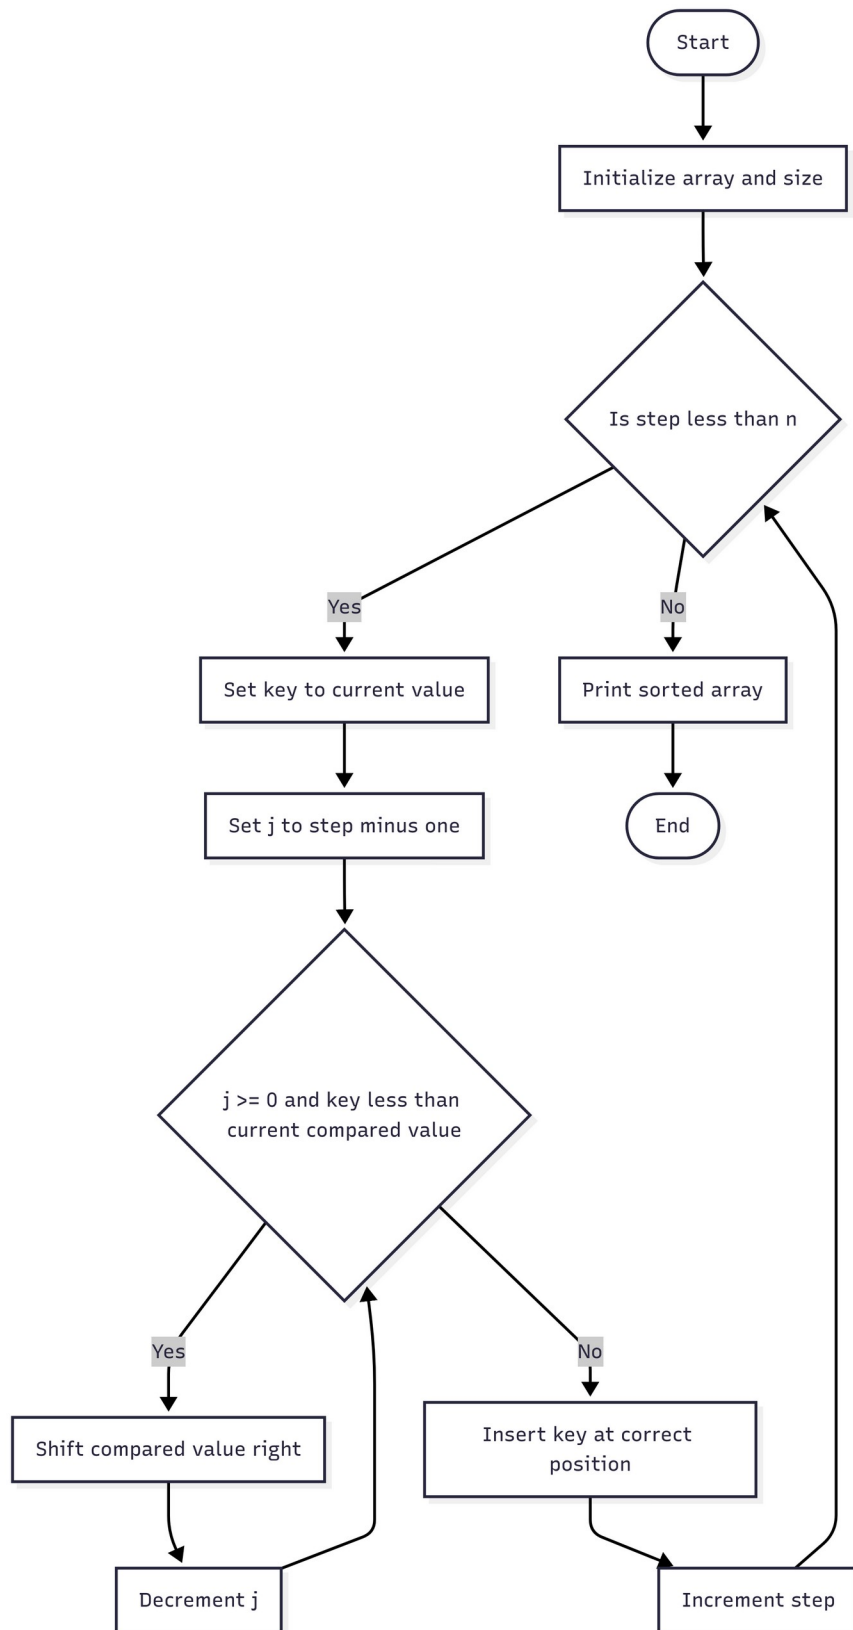 Start
Initialize array and size
Is step less than n
Yes
No
Set key to current value
Print sorted array
Set j to step minus one
End
j >= 0 and key less than
current compared value
Yes
No
Shift compared value right
Insert key at correct
position
Decrement j
Increment step